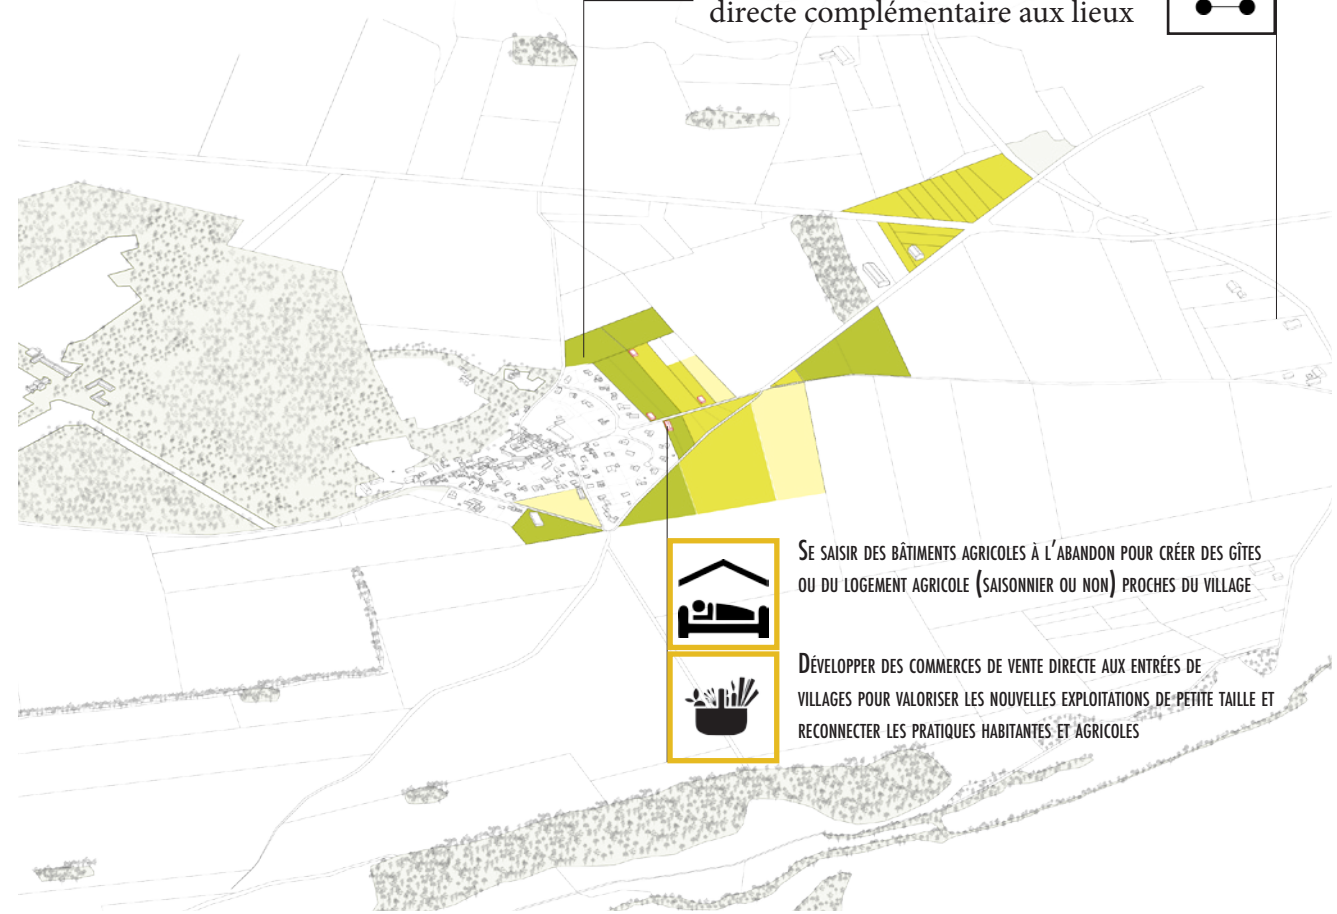 directe complémentaire aux lieux
Se saisir des bâtiments agricoles à l'abandon pour créer des gîtes
ou du logement agricole (saisonnier ou non) proches du village
Développer des commerces de vente directe aux entrées de
villages pour valoriser les nouvelles exploitations de petite taille et
reconnecter les pratiques habitantes et agricoles